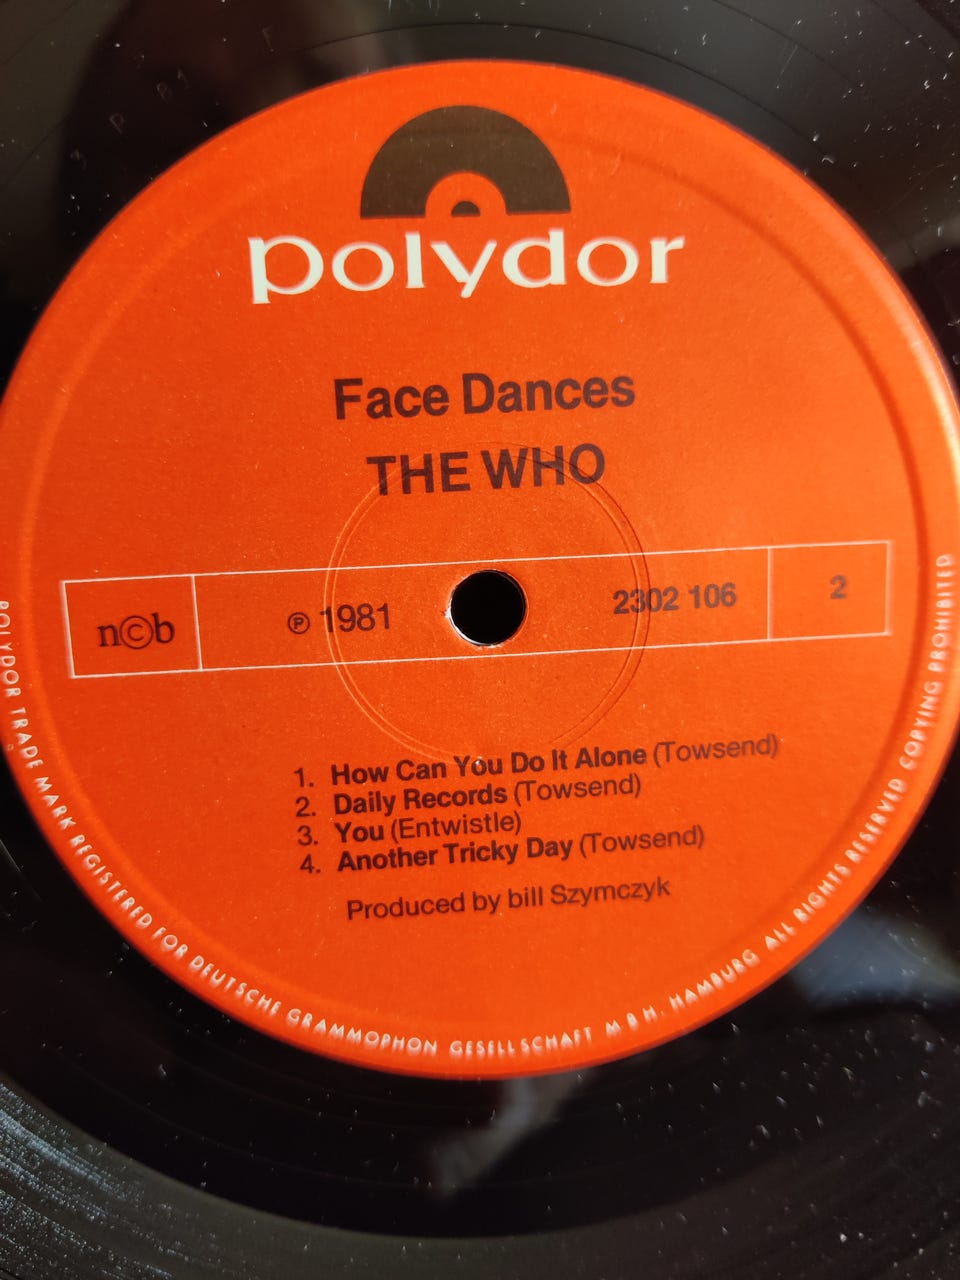 polydor
Face Dances
THE WHO
n©b ℗ 1981 2302 106 2
1. How Can You Do It Alone (Towsend)
2. Daily Records (Towsend)
3. You (Entwistle)
4. Another Tricky Day (Towsend)
Produced by bill Szymczyk
POLYDOR TRADE MARK REGISTERED FOR DEUTSCHE GRAMMOPHON GESELLSCHAFT M B H. HAMBURG ALL RIGHTS RESERVED COPYING PROHIBITED